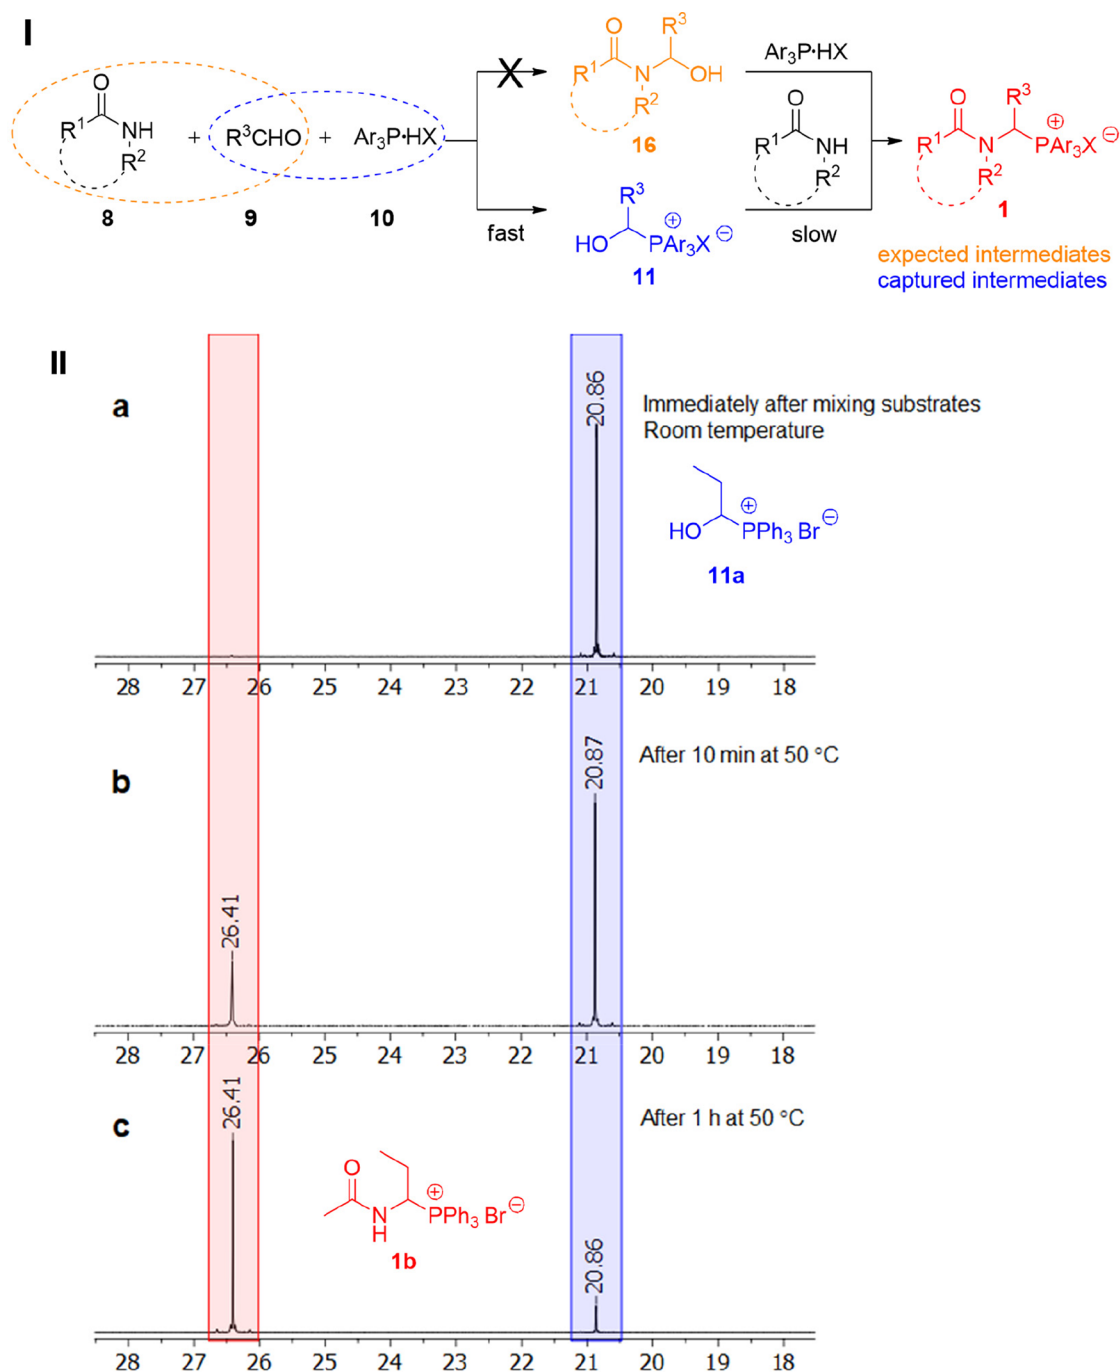 I
O
R1
NH
R2
8
+
R3CHO
9
+
Ar3P·HX
10
X
fast
O
R3
R1
N
OH
R2
16
R3
HO
⊕
PAr3X⊖
11
Ar3P·HX
O
R1
NH
R2
slow
O
R3
R1
N
⊕
PAr3X⊖
R2
1
expected intermediates
captured intermediates
II
a
20.86
Immediately after mixing substrates
Room temperature
HO
⊕
PPh3 Br⊖
11a
28 27 26 25 24 23 22 21 20 19 18
b
26.41
20.87
After 10 min at 50 °C
28 27 26 25 24 23 22 21 20 19 18
c
26.41
20.86
After 1 h at 50 °C
O
N
H
⊕
PPh3 Br⊖
1b
28 27 26 25 24 23 22 21 20 19 18